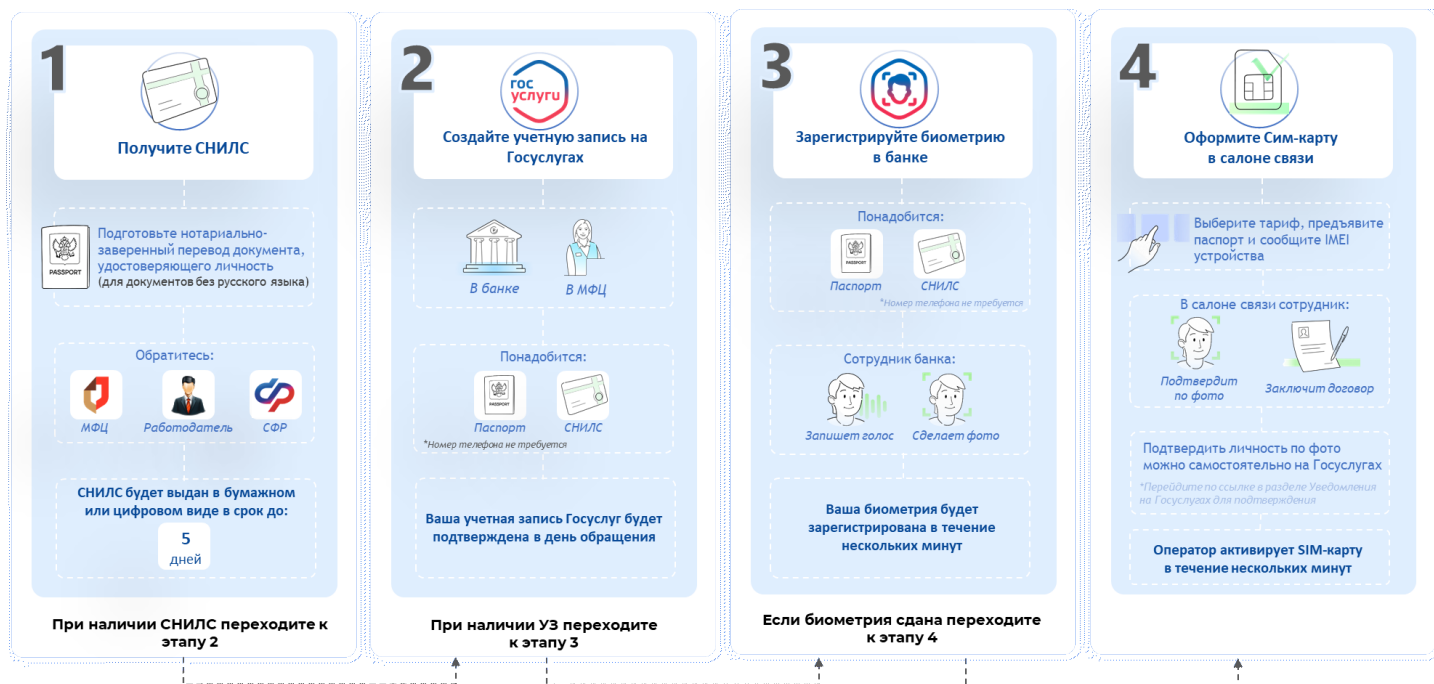 1
Получите СНИЛС
PASSPORT
Подготовьте нотариально-
заверенный перевод документа,
удостоверяющего личность
(для документов без русского языка)
Обратитесь:
МФЦ
Работодатель
СФР
СНИЛС будет выдан в бумажном
или цифровом виде в срок до:
5
дней
При наличии СНИЛС переходите к
этапу 2
2
гос
услуги
Создайте учетную запись на
Госуслугах
В банке
В МФЦ
Понадобится:
PASSPORT
Паспорт
СНИЛС
*Номер телефона не требуется
Ваша учетная запись Госуслуг будет
подтверждена в день обращения
При наличии УЗ переходите
к этапу 3
3
Зарегистрируйте биометрию
в банке
Понадобится:
PASSPORT
Паспорт
СНИЛС
*Номер телефона не требуется
Сотрудник банка:
Запишет голос
Сделает фото
Ваша биометрия будет
зарегистрирована в течение
нескольких минут
Если биометрия сдана переходите
к этапу 4
4
Оформите Сим-карту
в салоне связи
Выберите тариф, предъявите
паспорт и сообщите IMEI
устройства
В салоне связи сотрудник:
Подтвердит
по фото
Заключит договор
Подтвердить личность по фото
можно самостоятельно на Госуслугах
*Перейдите по ссылке в разделе Уведомления
на Госуслугах для подтверждения
Оператор активирует SIM-карту
в течение нескольких минут